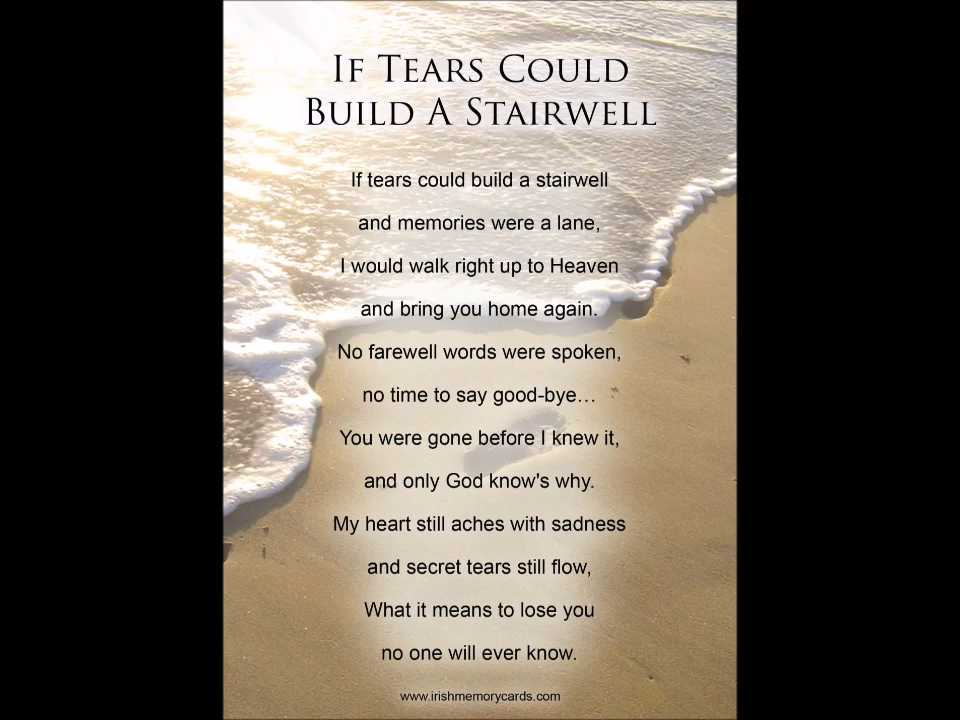 If Tears Could
Build A Stairwell
If tears could build a stairwell
and memories were a lane,
I would walk right up to Heaven
and bring you home again.
No farewell words were spoken,
no time to say good-bye…
You were gone before I knew it,
and only God know's why.
My heart still aches with sadness
and secret tears still flow,
What it means to lose you
no one will ever know.
www.irishmemorycards.com